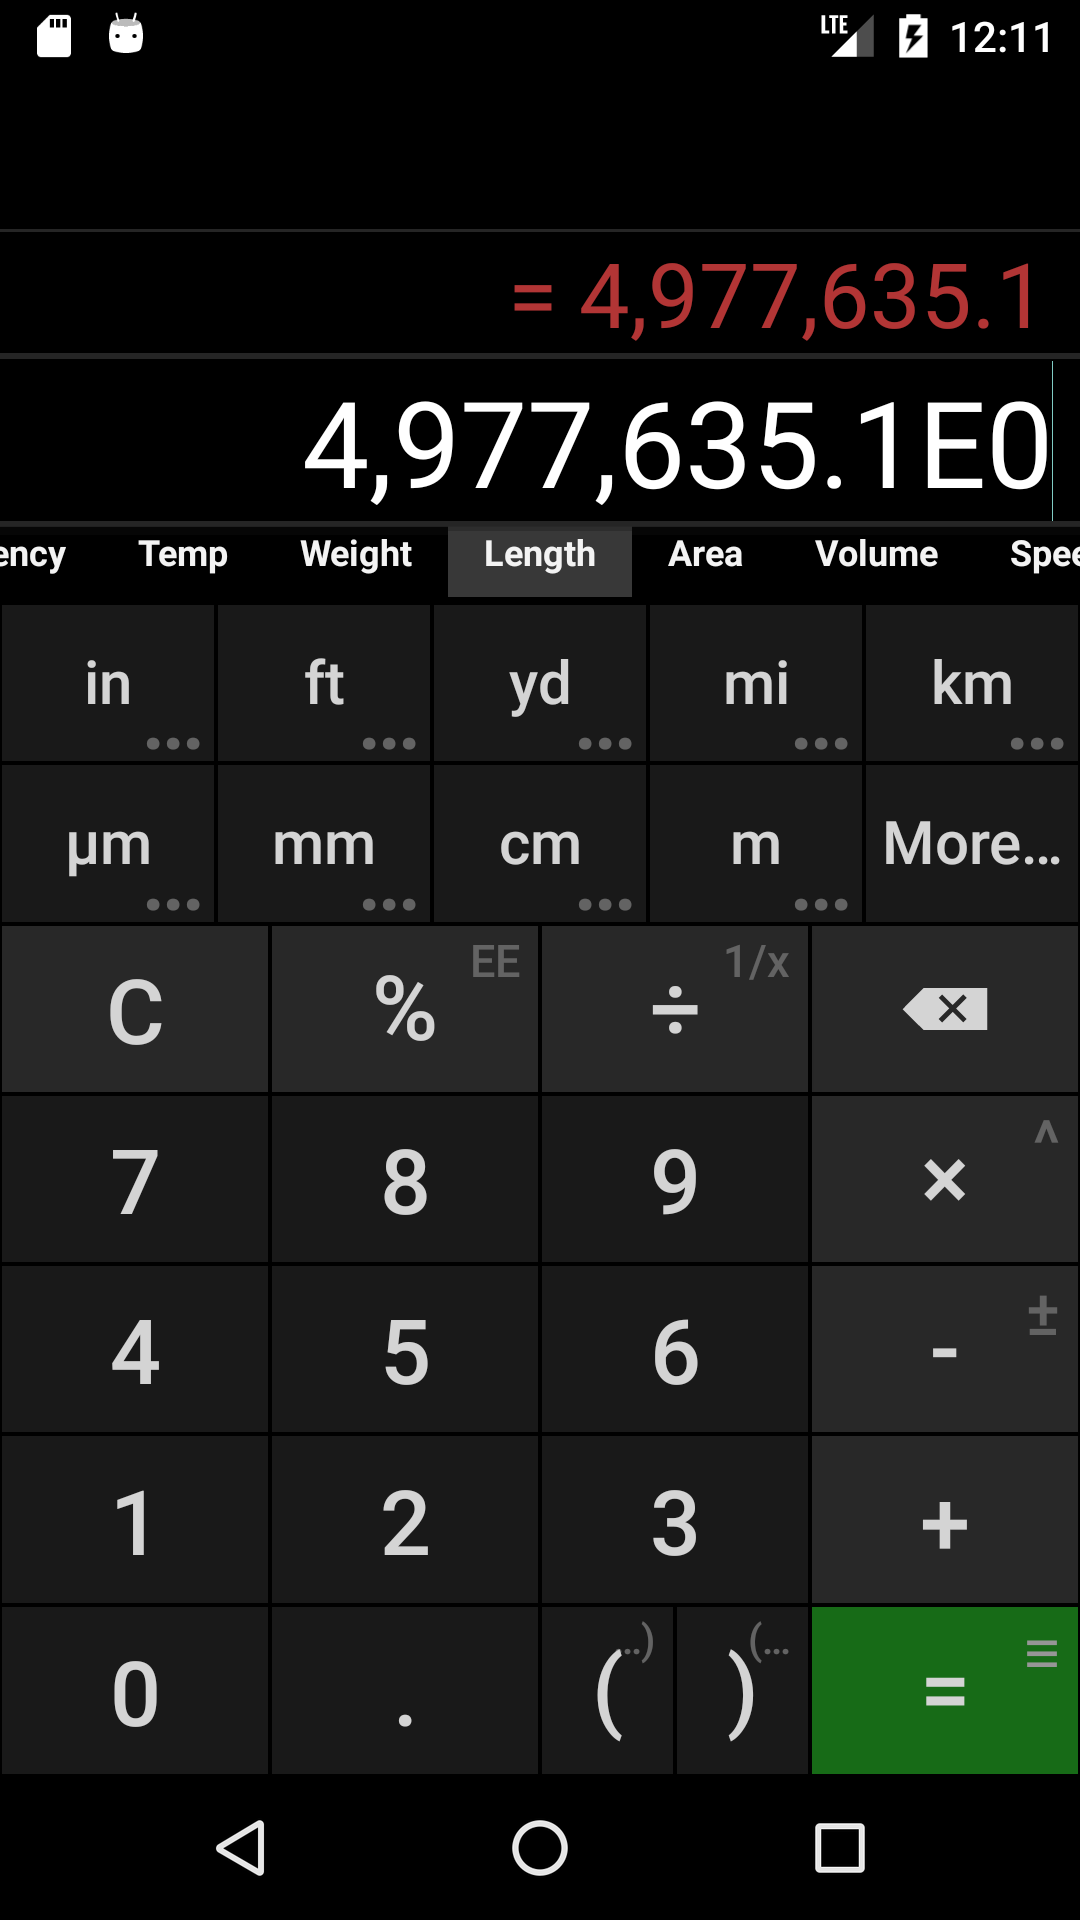 LTE 12:11
= 4,977,635.1
4,977,635.1E0
ency Temp Weight Length Area Volume Spee
in ft yd mi km
µm mm cm m More...
C % EE ÷ 1/x
7 8 9 × ^
4 5 6 - ±
1 2 3 +
0 . ( ..) ) (... = ≡